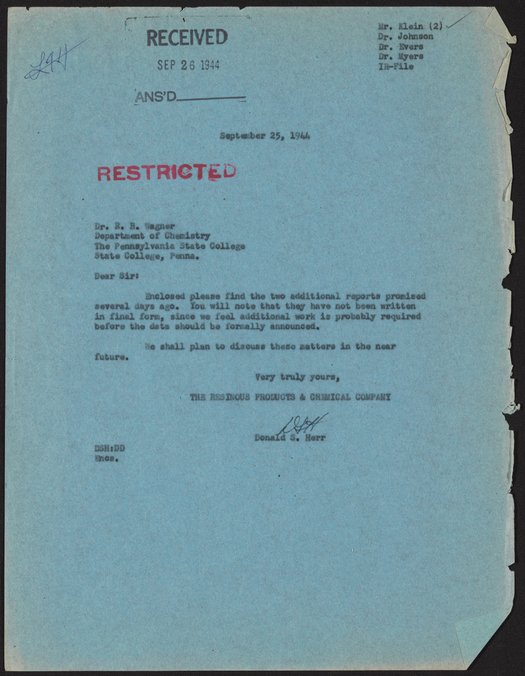 RECEIVED
SEP 26 1944
ANS'D
Mr. Klein (2)
Dr. Johnson
Dr. Evers
Dr. Myers
IR-File
September 25, 1944
RESTRICTED
Dr. R. B. Wagner
Department of Chemistry
The Pennsylvania State College
State College, Penna.
Dear Sir:
Enclosed please find the two additional reports promised
several days ago. You will note that they have not been written
in final form, since we feel additional work is probably required
before the data should be formally announced.
We shall plan to discuss these matters in the near
future.
Very truly yours,
THE RESINOUS PRODUCTS & CHEMICAL COMPANY
DSH
Donald S. Herr
DSH:DD
Encs.